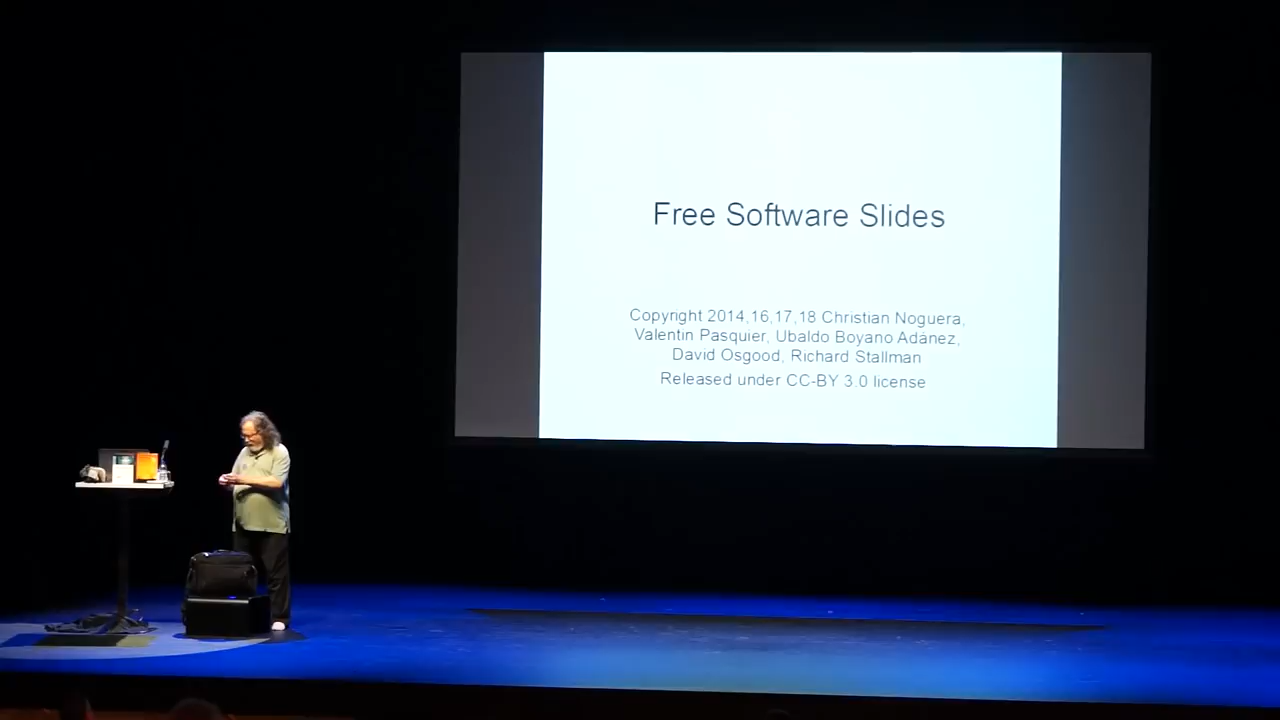 Free Software Slides
Copyright 2014,16,17,18 Christian Noguera,
Valentin Pasquier, Ubaldo Boyano Adánez,
David Osgood, Richard Stallman
Released under CC-BY 3.0 license